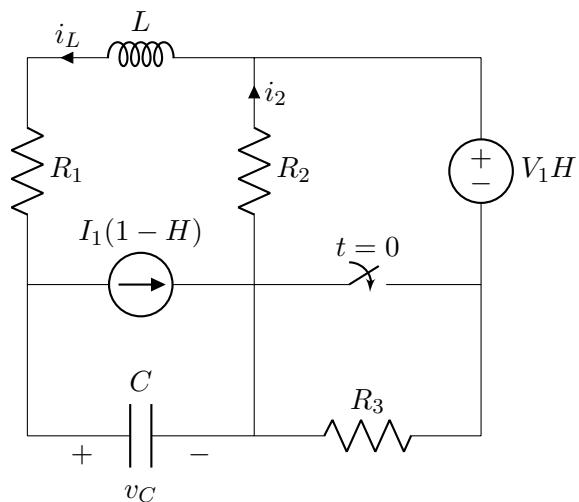 L
i_L
i_2
R_1
R_2
+
−
V_1H
I_1(1 − H)
t = 0
C
R_3
+
−
v_C